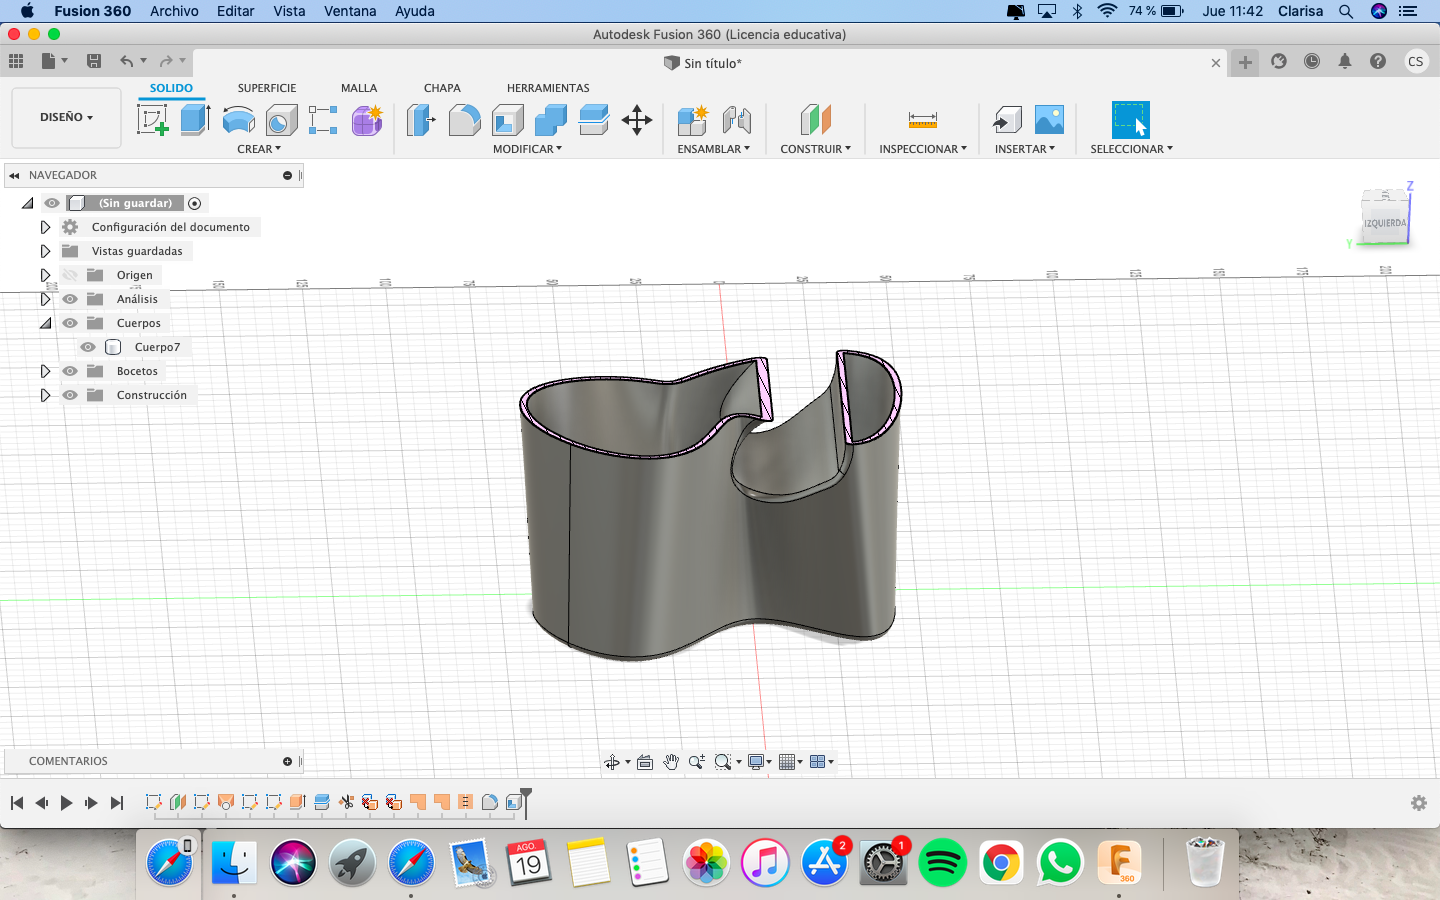 Fusion 360 Archivo Editar Vista Ventana Ayuda 74 % Jue 11:42 Clarisa
Autodesk Fusion 360 (Licencia educativa)
Sin título*
CS
SOLIDO SUPERFICIE MALLA CHAPA HERRAMIENTAS
DISEÑO
CREAR MODIFICAR ENSAMBLAR CONSTRUIR INSPECCIONAR INSERTAR SELECCIONAR
NAVEGADOR
(Sin guardar)
Configuración del documento
Vistas guardadas
Origen
Análisis
Cuerpos
Cuerpo7
Bocetos
Construcción
Z
IZQUIERDA
Y
COMENTARIOS
AGO.
19
2
1
360